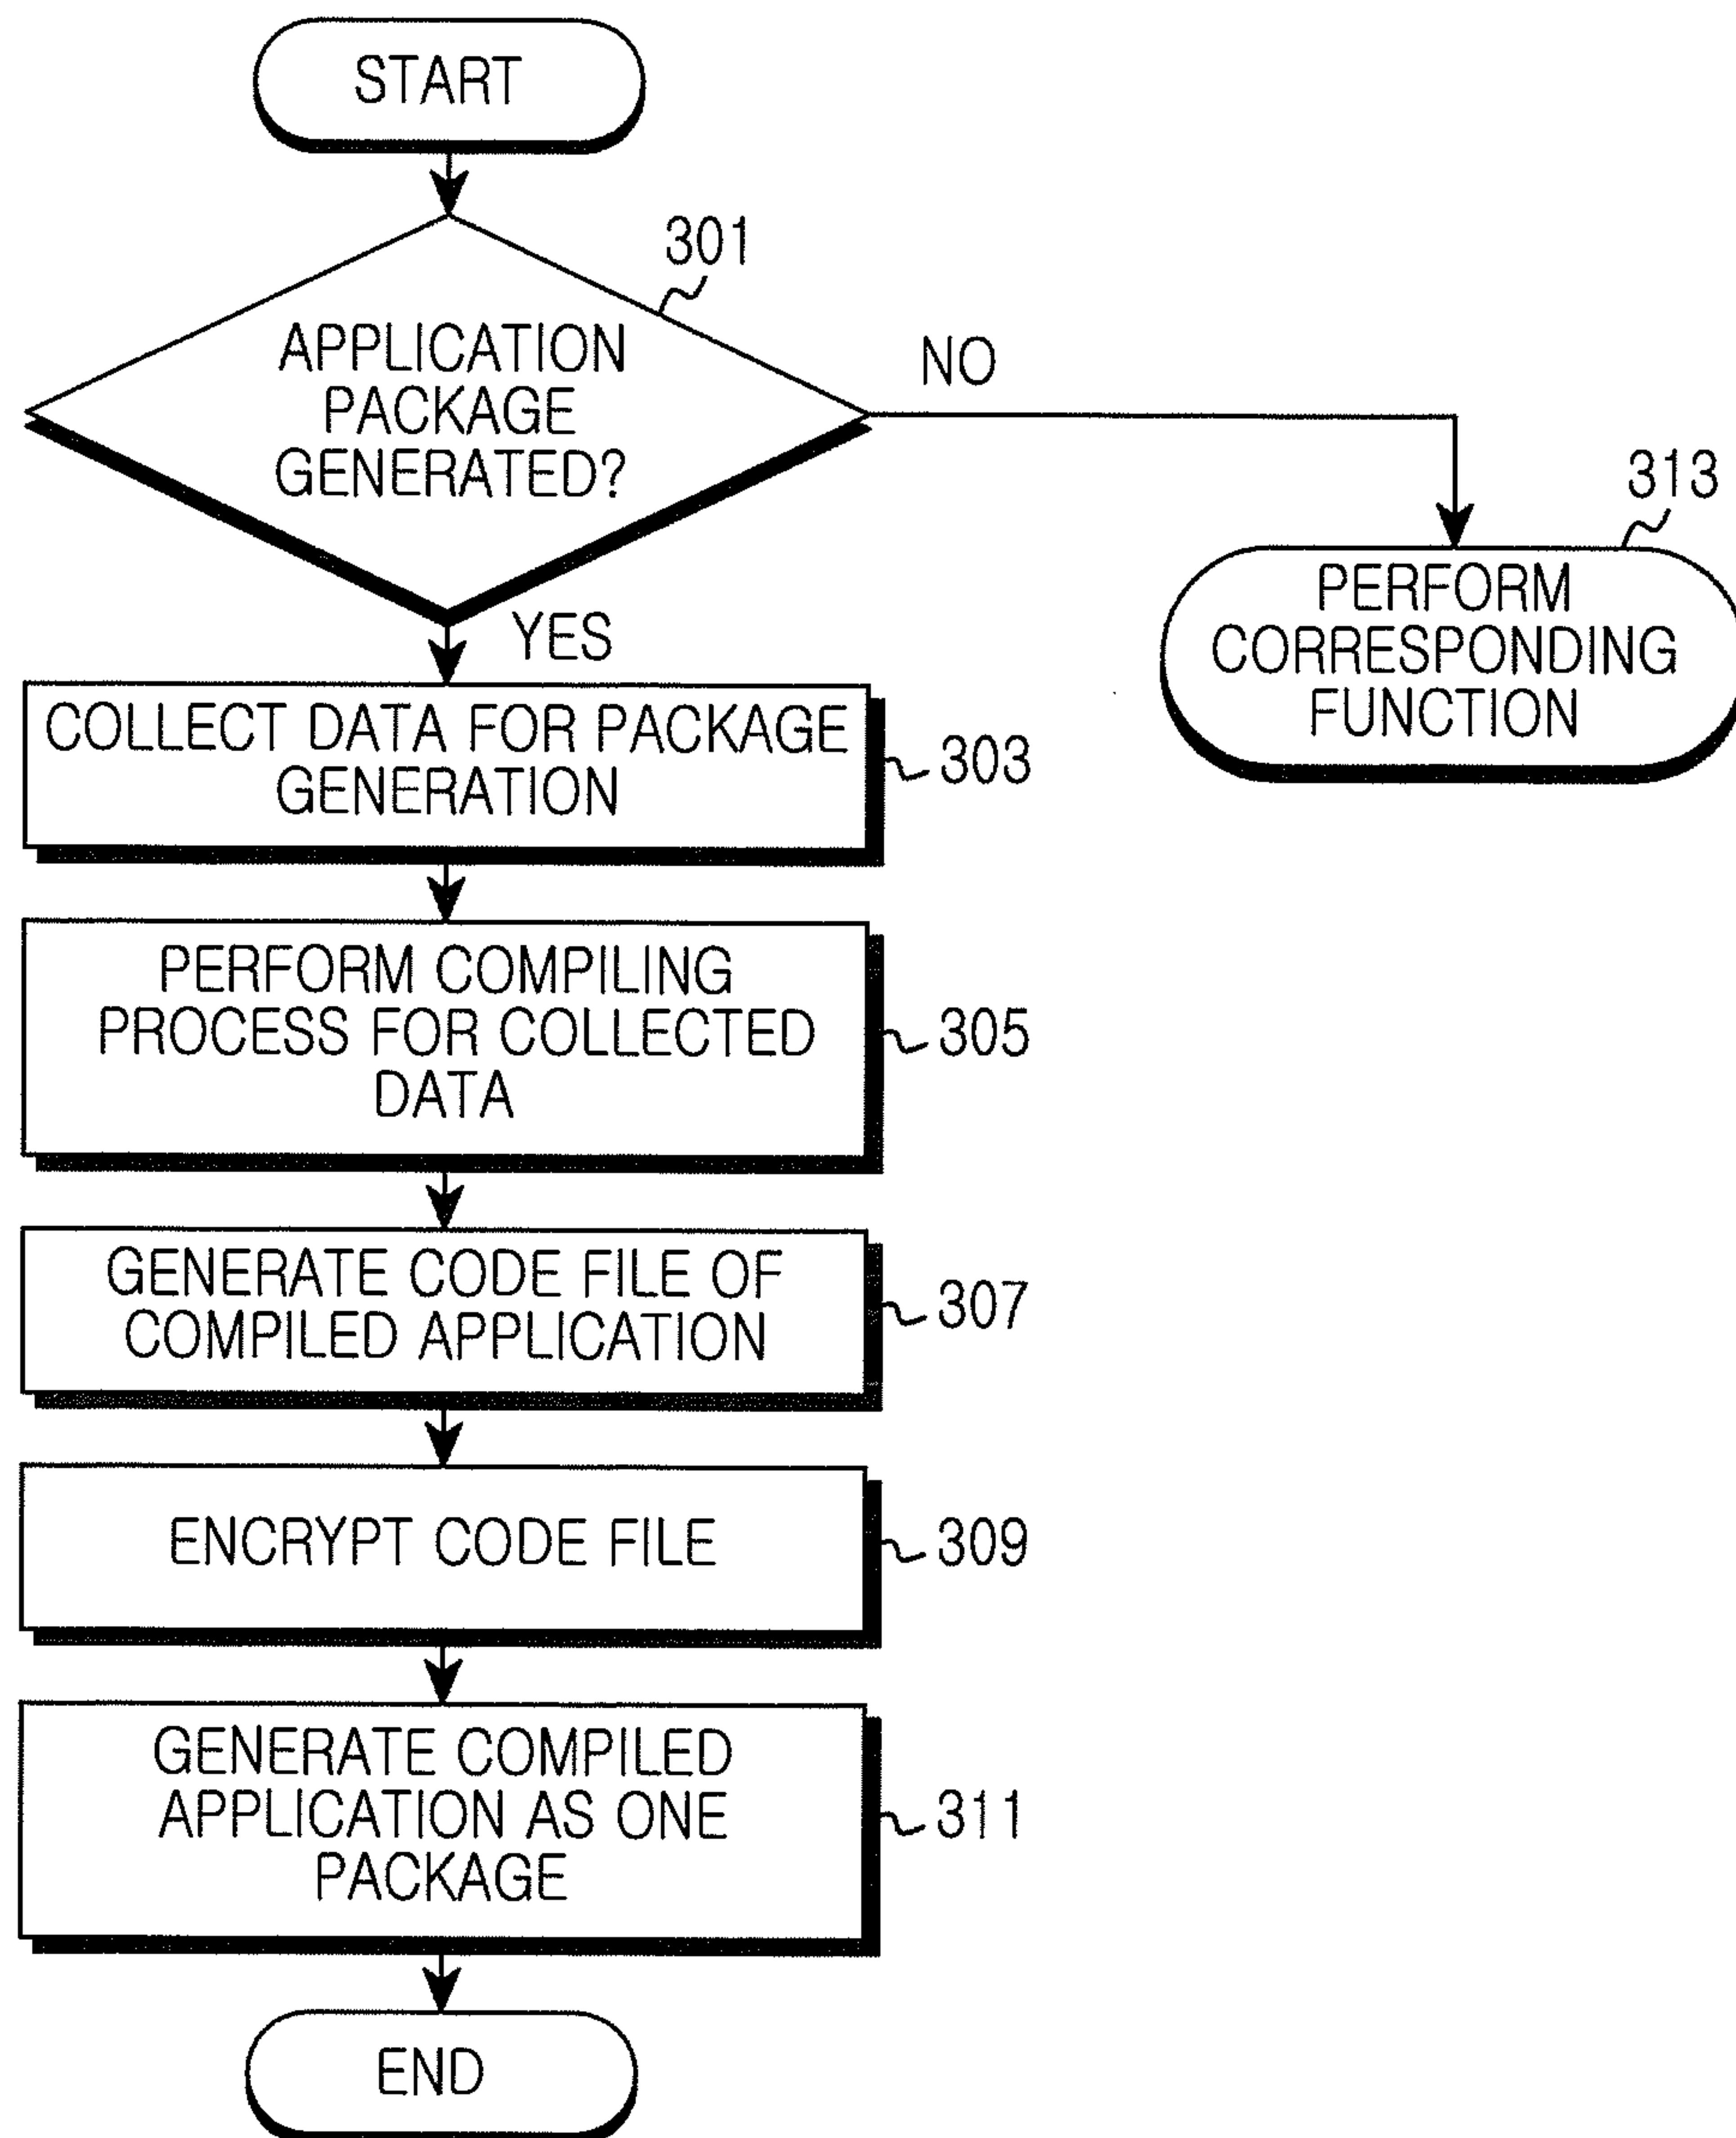 START
301
APPLICATION
PACKAGE
GENERATED?
NO
313
PERFORM
CORRESPONDING
FUNCTION
YES
COLLECT DATA FOR PACKAGE
GENERATION
303
PERFORM COMPILING
PROCESS FOR COLLECTED
DATA
305
GENERATE CODE FILE OF
COMPILED APPLICATION
307
ENCRYPT CODE FILE
309
GENERATE COMPILED
APPLICATION AS ONE
PACKAGE
311
END